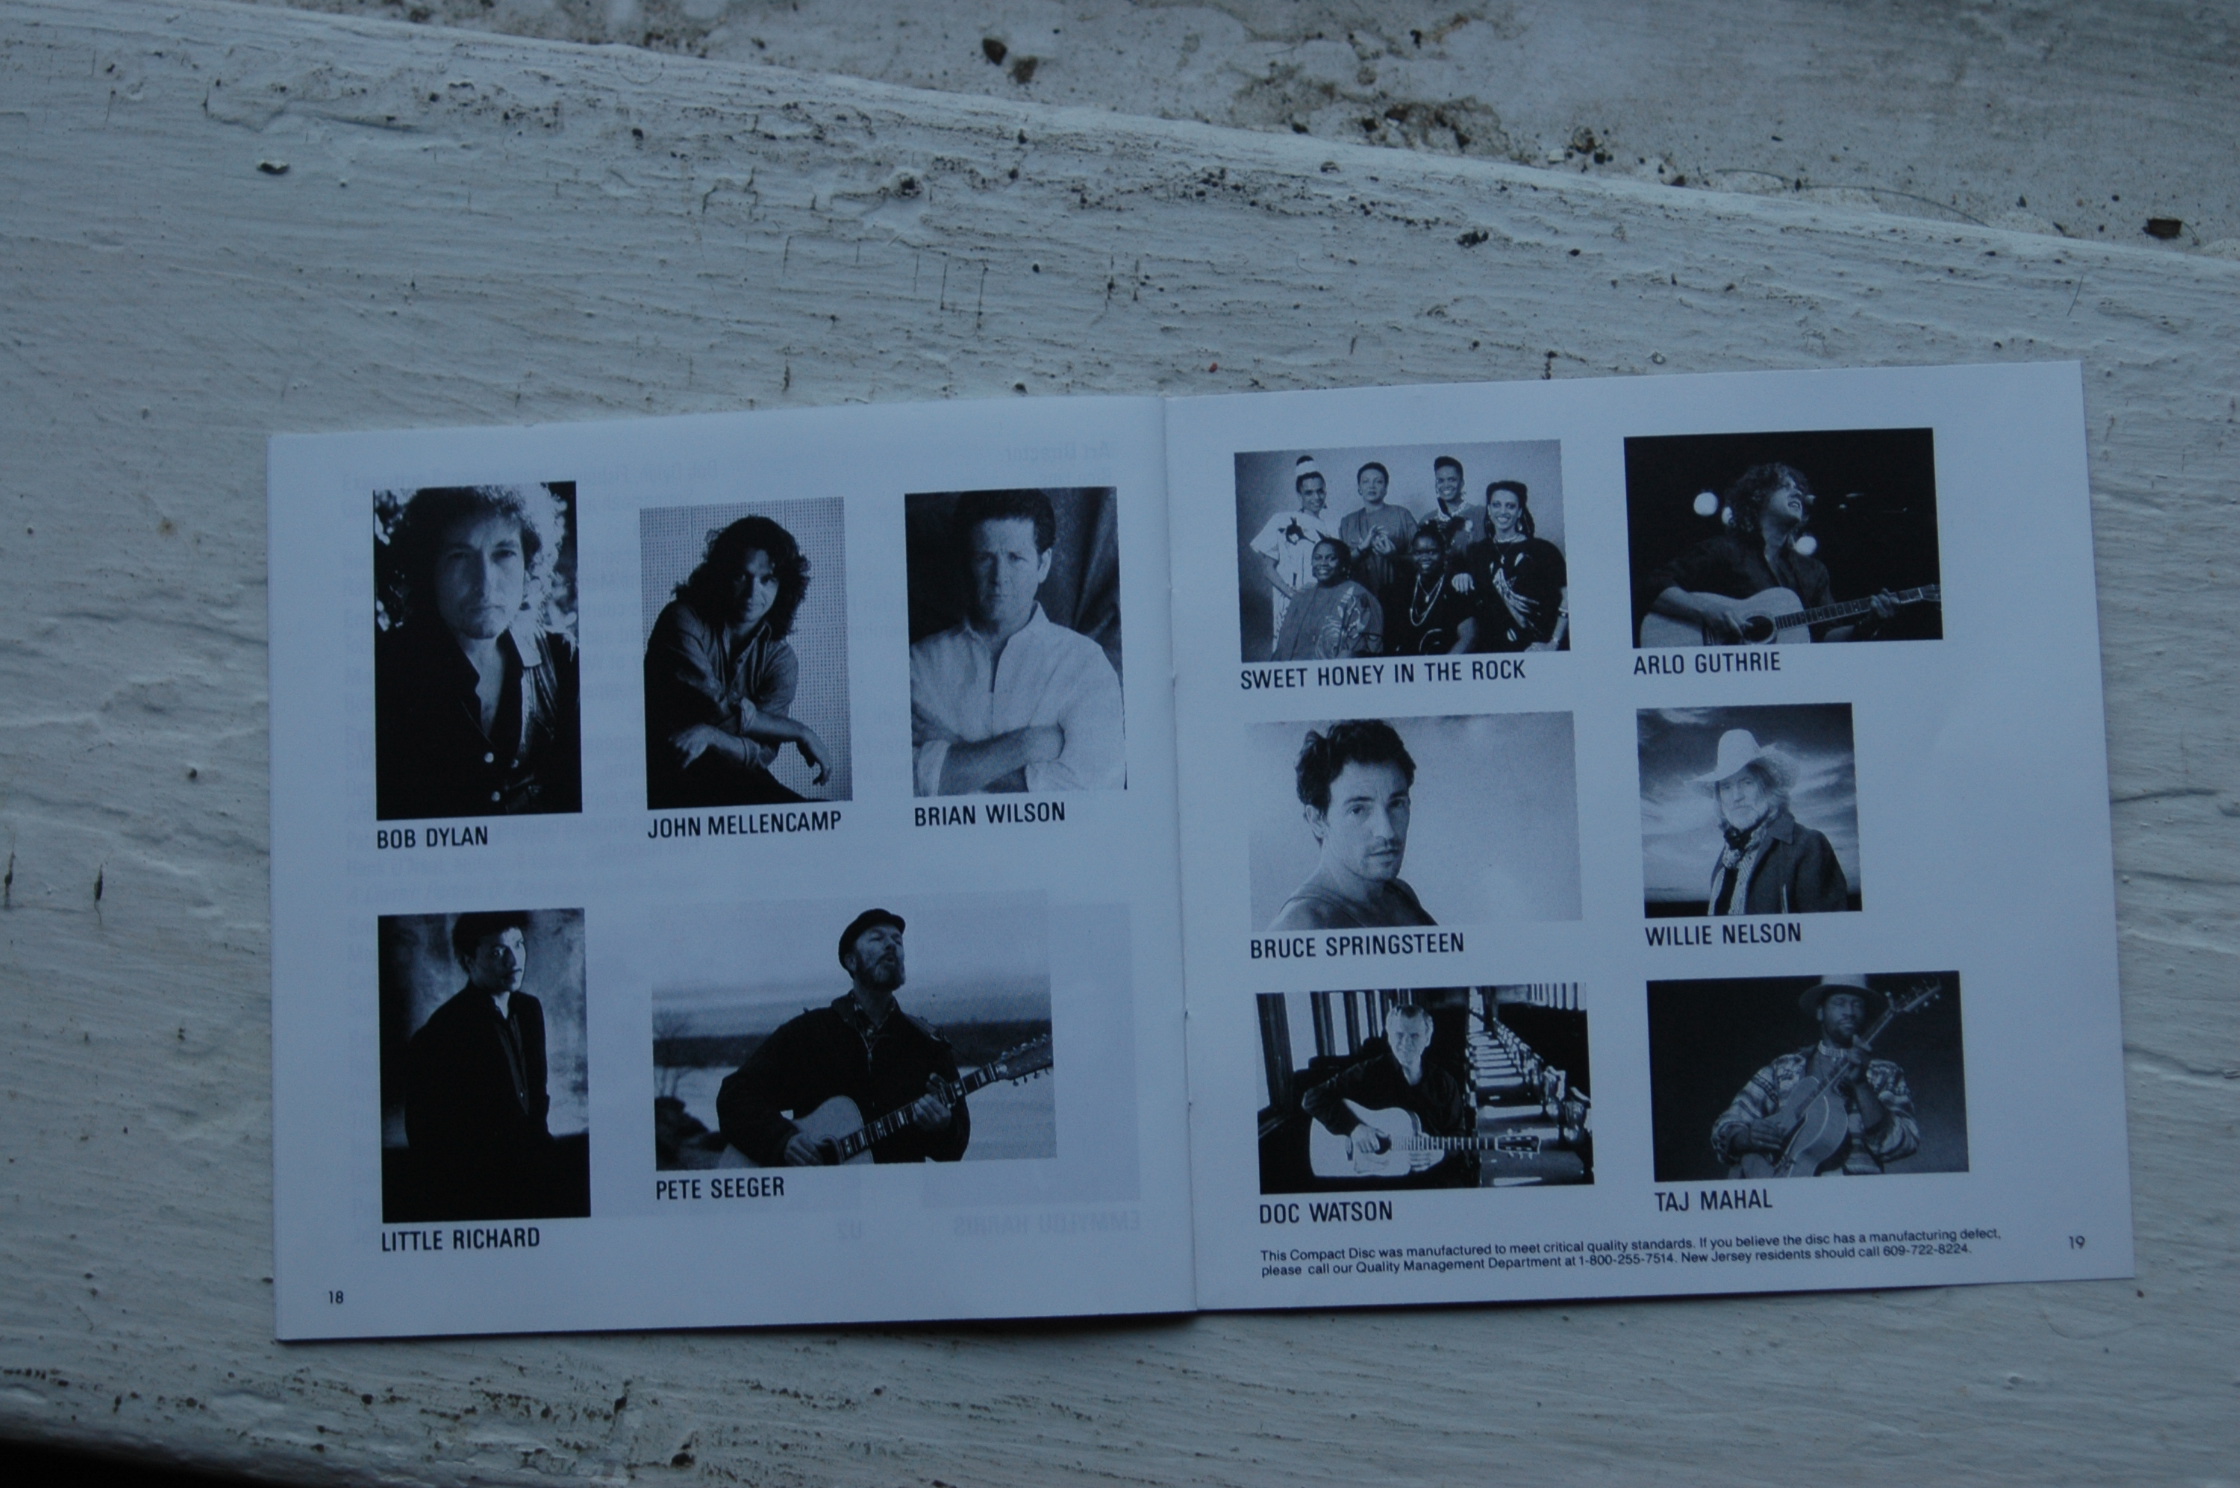 BOB DYLAN
JOHN MELLENCAMP
BRIAN WILSON
LITTLE RICHARD
PETE SEEGER
18
SWEET HONEY IN THE ROCK
ARLO GUTHRIE
BRUCE SPRINGSTEEN
WILLIE NELSON
DOC WATSON
TAJ MAHAL
This Compact Disc was manufactured to meet critical quality standards. If you believe the disc has a manufacturing defect,
please call our Quality Management Department at 1-800-255-7514. New Jersey residents should call 609-722-8224.
19